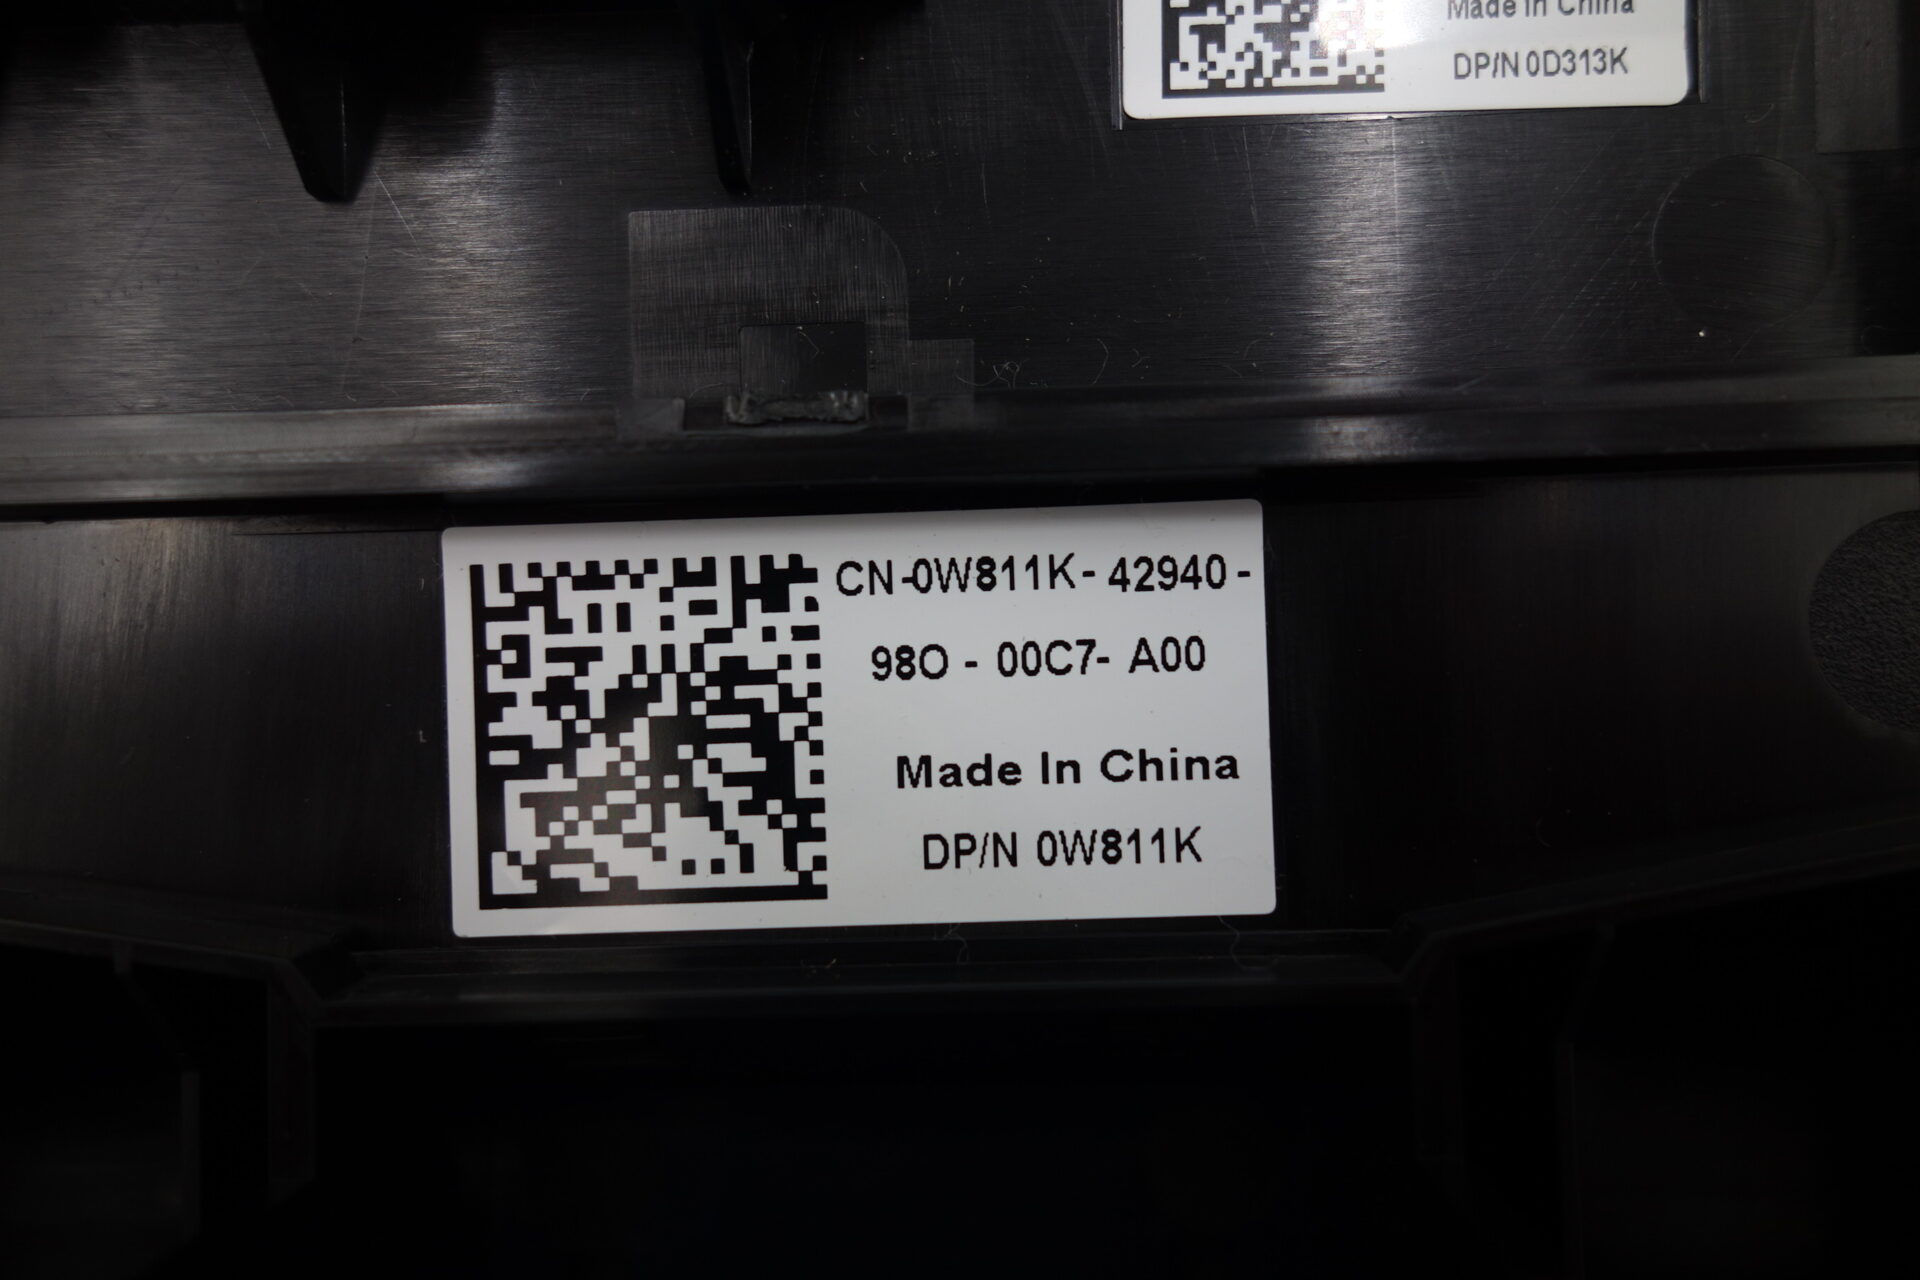 Made In China
DP/N 0D313K
CN-0W811K-42940-
98O - 00C7- A00
Made In China
DP/N 0W811K